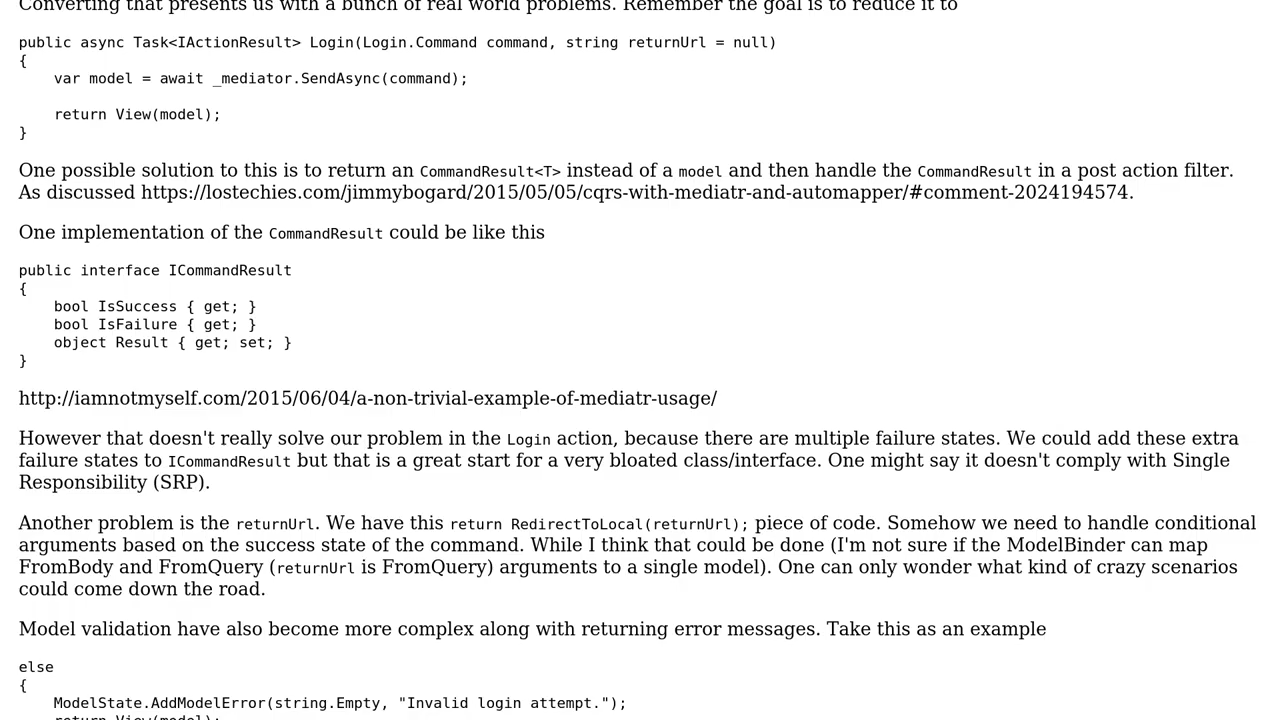 Converting that presents us with a bunch of real world problems. Remember the goal is to reduce it to
public async Task<IActionResult> Login(Login.Command command, string returnUrl = null)
{
    var model = await _mediator.SendAsync(command);
    return View(model);
}
One possible solution to this is to return an CommandResult<T> instead of a model and then handle the CommandResult in a post action filter.
As discussed https://lostechies.com/jimmybogard/2015/05/05/cqrs-with-mediatr-and-automapper/#comment-2024194574.
One implementation of the CommandResult could be like this
public interface ICommandResult
{
    bool IsSuccess { get; }
    bool IsFailure { get; }
    object Result { get; set; }
}
http://iamnotmyself.com/2015/06/04/a-non-trivial-example-of-mediatr-usage/
However that doesn't really solve our problem in the Login action, because there are multiple failure states. We could add these extra
failure states to ICommandResult but that is a great start for a very bloated class/interface. One might say it doesn't comply with Single
Responsibility (SRP).
Another problem is the returnUrl. We have this return RedirectToLocal(returnUrl); piece of code. Somehow we need to handle conditional
arguments based on the success state of the command. While I think that could be done (I'm not sure if the ModelBinder can map
FromBody and FromQuery (returnUrl is FromQuery) arguments to a single model). One can only wonder what kind of crazy scenarios
could come down the road.
Model validation have also become more complex along with returning error messages. Take this as an example
else
{
    ModelState.AddModelError(string.Empty, "Invalid login attempt.");
    return View(model);